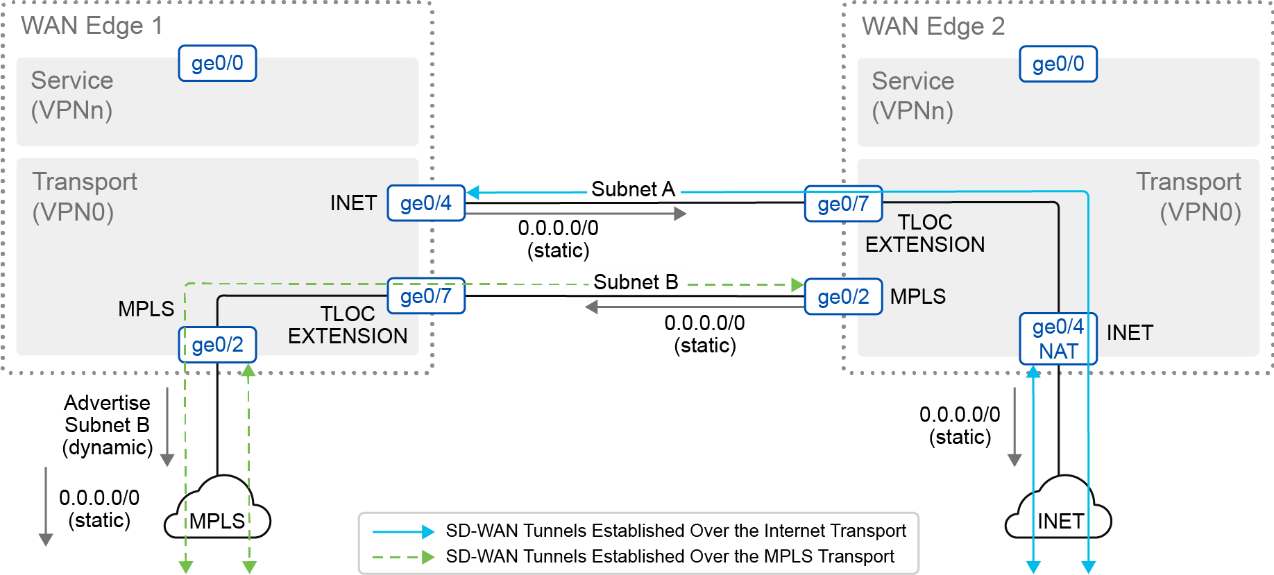 WAN Edge 1
ge0/0
Service
(VPNn)
Transport
(VPN0)
INET
ge0/4
0.0.0.0/0
(static)
MPLS
ge0/7
TLOC
EXTENSION
ge0/2
Subnet A
Subnet B
0.0.0.0/0
(static)
WAN Edge 2
ge0/0
Service
(VPNn)
Transport
(VPN0)
ge0/7
TLOC
EXTENSION
ge0/2
MPLS
ge0/4
NAT
INET
Advertise
Subnet B
(dynamic)
0.0.0.0/0
(static)
MPLS
0.0.0.0/0
(static)
INET
SD-WAN Tunnels Established Over the Internet Transport
SD-WAN Tunnels Established Over the MPLS Transport